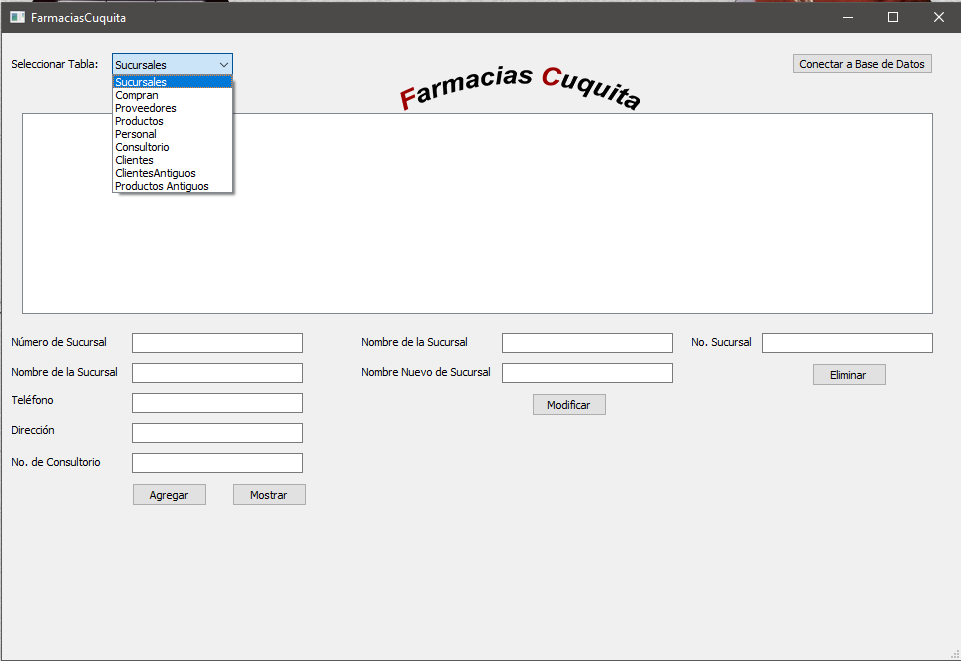 FarmaciasCuquita
Seleccionar Tabla:
Sucursales
Conectar a Base de Datos
Farmacias Cuquita
Sucursales
Compran
Proveedores
Productos
Personal
Consultorio
Clientes
ClientesAntiguos
Productos Antiguos
Número de Sucursal
Nombre de la Sucursal
Teléfono
Dirección
No. de Consultorio
Agregar
Mostrar
Nombre de la Sucursal
Nombre Nuevo de Sucursal
Modificar
No. Sucursal
Eliminar